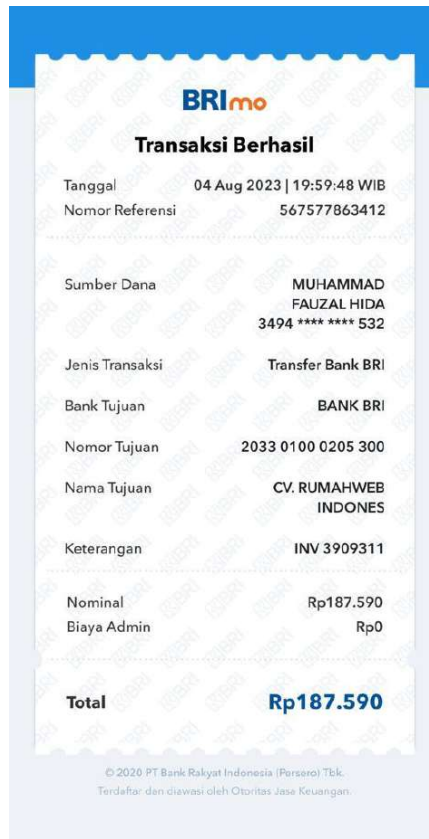 BRImo
Transaksi Berhasil
Tanggal 04 Aug 2023 | 19:59:48 WIB
Nomor Referensi 567577863412
Sumber Dana MUHAMMAD
FAUZAL HIDA
3494 **** **** 532
Jenis Transaksi Transfer Bank BRI
Bank Tujuan BANK BRI
Nomor Tujuan 2033 0100 0205 300
Nama Tujuan CV. RUMAHWEB
INDONES
Keterangan INV 3909311
Nominal Rp187.590
Biaya Admin Rp0
Total Rp187.590
© 2020 PT Bank Rakyat Indonesia (Persero) Tbk.
Terdaftar dan diawasi oleh Otoritas Jasa Keuangan.